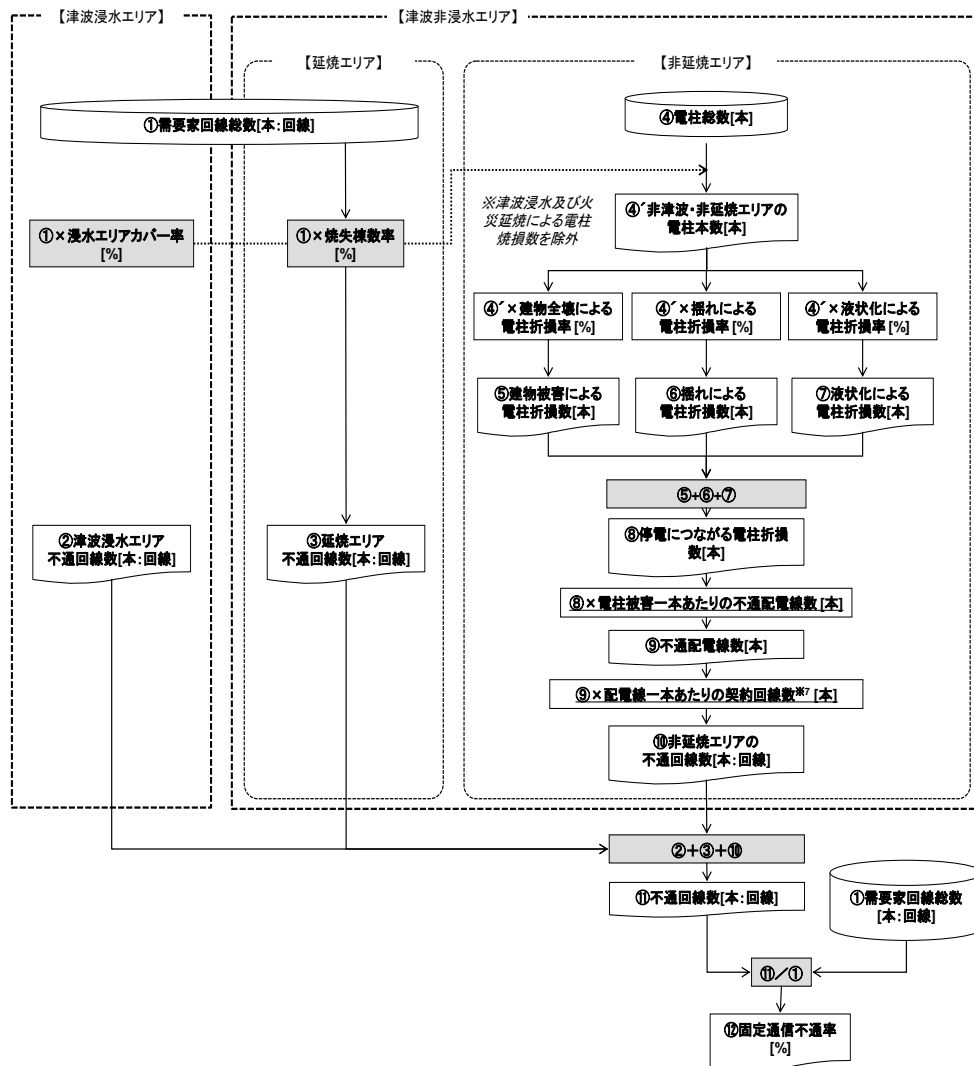 【津波浸水エリア】
【津波非浸水エリア】
【延焼エリア】
【非延焼エリア】
①需要家回線総数[本:回線]
④電柱総数[本]
※津波浸水及び火
災延焼による電柱
焼損数を除外
④´非津波・非延焼エリアの
電柱本数[本]
①×浸水エリアカバー率
[%]
①×焼失棟数率
[%]
④´×建物全壊による
電柱折損率[%]
④´×揺れによる
電柱折損率[%]
④´×液状化による
電柱折損率[%]
⑤建物被害による
電柱折損数[本]
⑥揺れによる
電柱折損数[本]
⑦液状化による
電柱折損数[本]
⑤+⑥+⑦
②津波浸水エリア
不通回線数[本:回線]
③延焼エリア
不通回線数[本:回線]
⑧停電につながる電柱折損
数[本]
⑧×電柱被害一本あたりの不通配電線数[本]
⑨不通配電線数[本]
⑨×配電線一本あたりの契約回線数※7 [本]
⑩非延焼エリアの
不通回線数[本:回線]
②+③+⑩
⑪不通回線数[本:回線]
①需要家回線総数
[本:回線]
⑪/①
⑫固定通信不通率
[%]